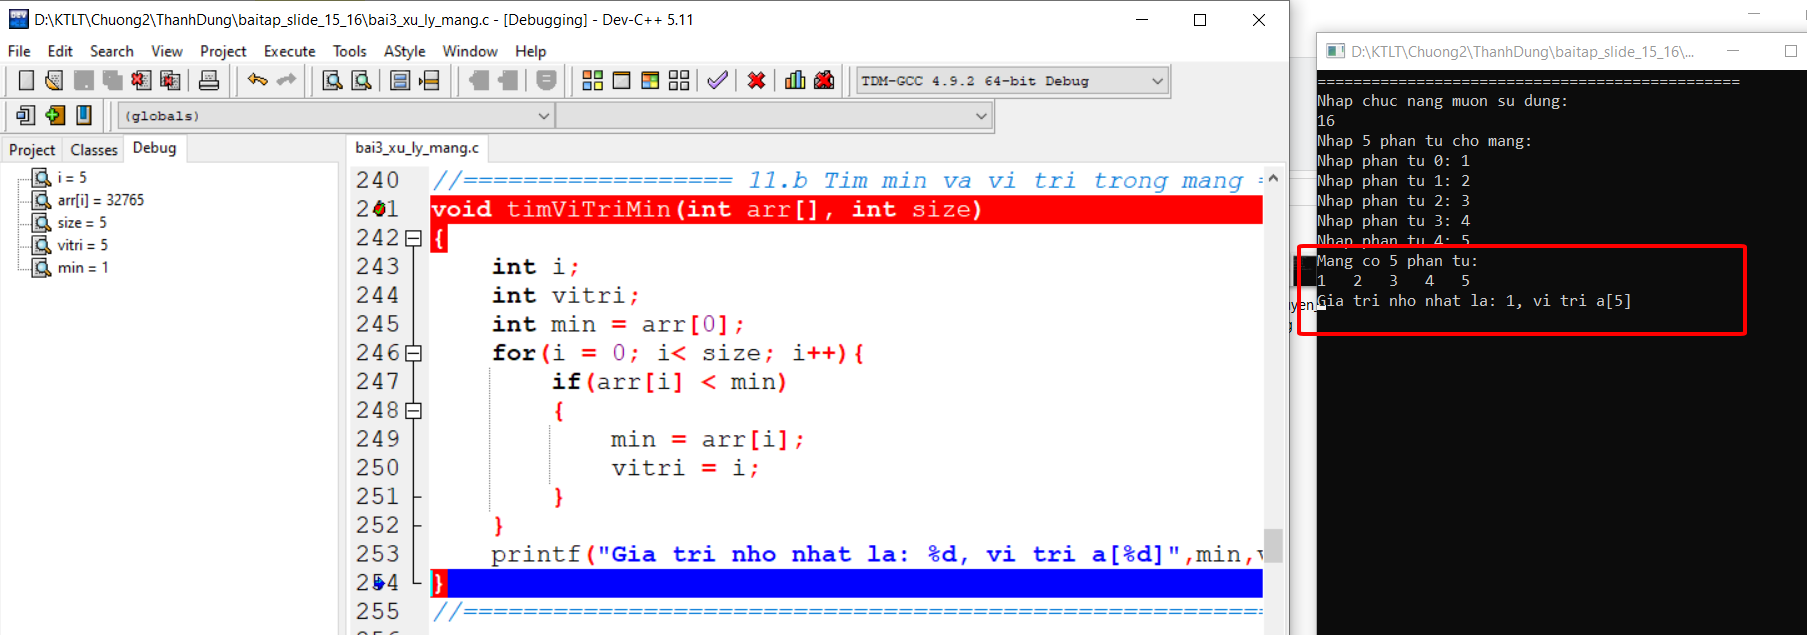 D:\KTLT\Chuong2\ThanhDung\baitap_slide_15_16\bai3_xu_ly_mang.c - [Debugging] - Dev-C++ 5.11
File Edit Search View Project Execute Tools AStyle Window Help
TDM-GCC 4.9.2 64-bit Debug
(globals)
Project Classes Debug
i = 5
arr[i] = 32765
size = 5
vitri = 5
min = 1
bai3_xu_ly_mang.c
240 //================== 11.b Tim min va vi tri trong mang =
241 void timViTriMin(int arr[], int size)
242 {
243 int i;
244 int vitri;
245 int min = arr[0];
246 for(i = 0; i< size; i++){
247 if(arr[i] < min)
248 {
249 min = arr[i];
250 vitri = i;
251 }
252 }
253 printf("Gia tri nho nhat la: %d, vi tri a[%d]",min,v
254 }
255 //======================================================
D:\KTLT\Chuong2\ThanhDung\baitap_slide_15_16\...
===============================================
Nhap chuc nang muon su dung:
16
Nhap 5 phan tu cho mang:
Nhap phan tu 0: 1
Nhap phan tu 1: 2
Nhap phan tu 2: 3
Nhap phan tu 3: 4
Nhap phan tu 4: 5
Mang co 5 phan tu:
1 2 3 4 5
Gia tri nho nhat la: 1, vi tri a[5]